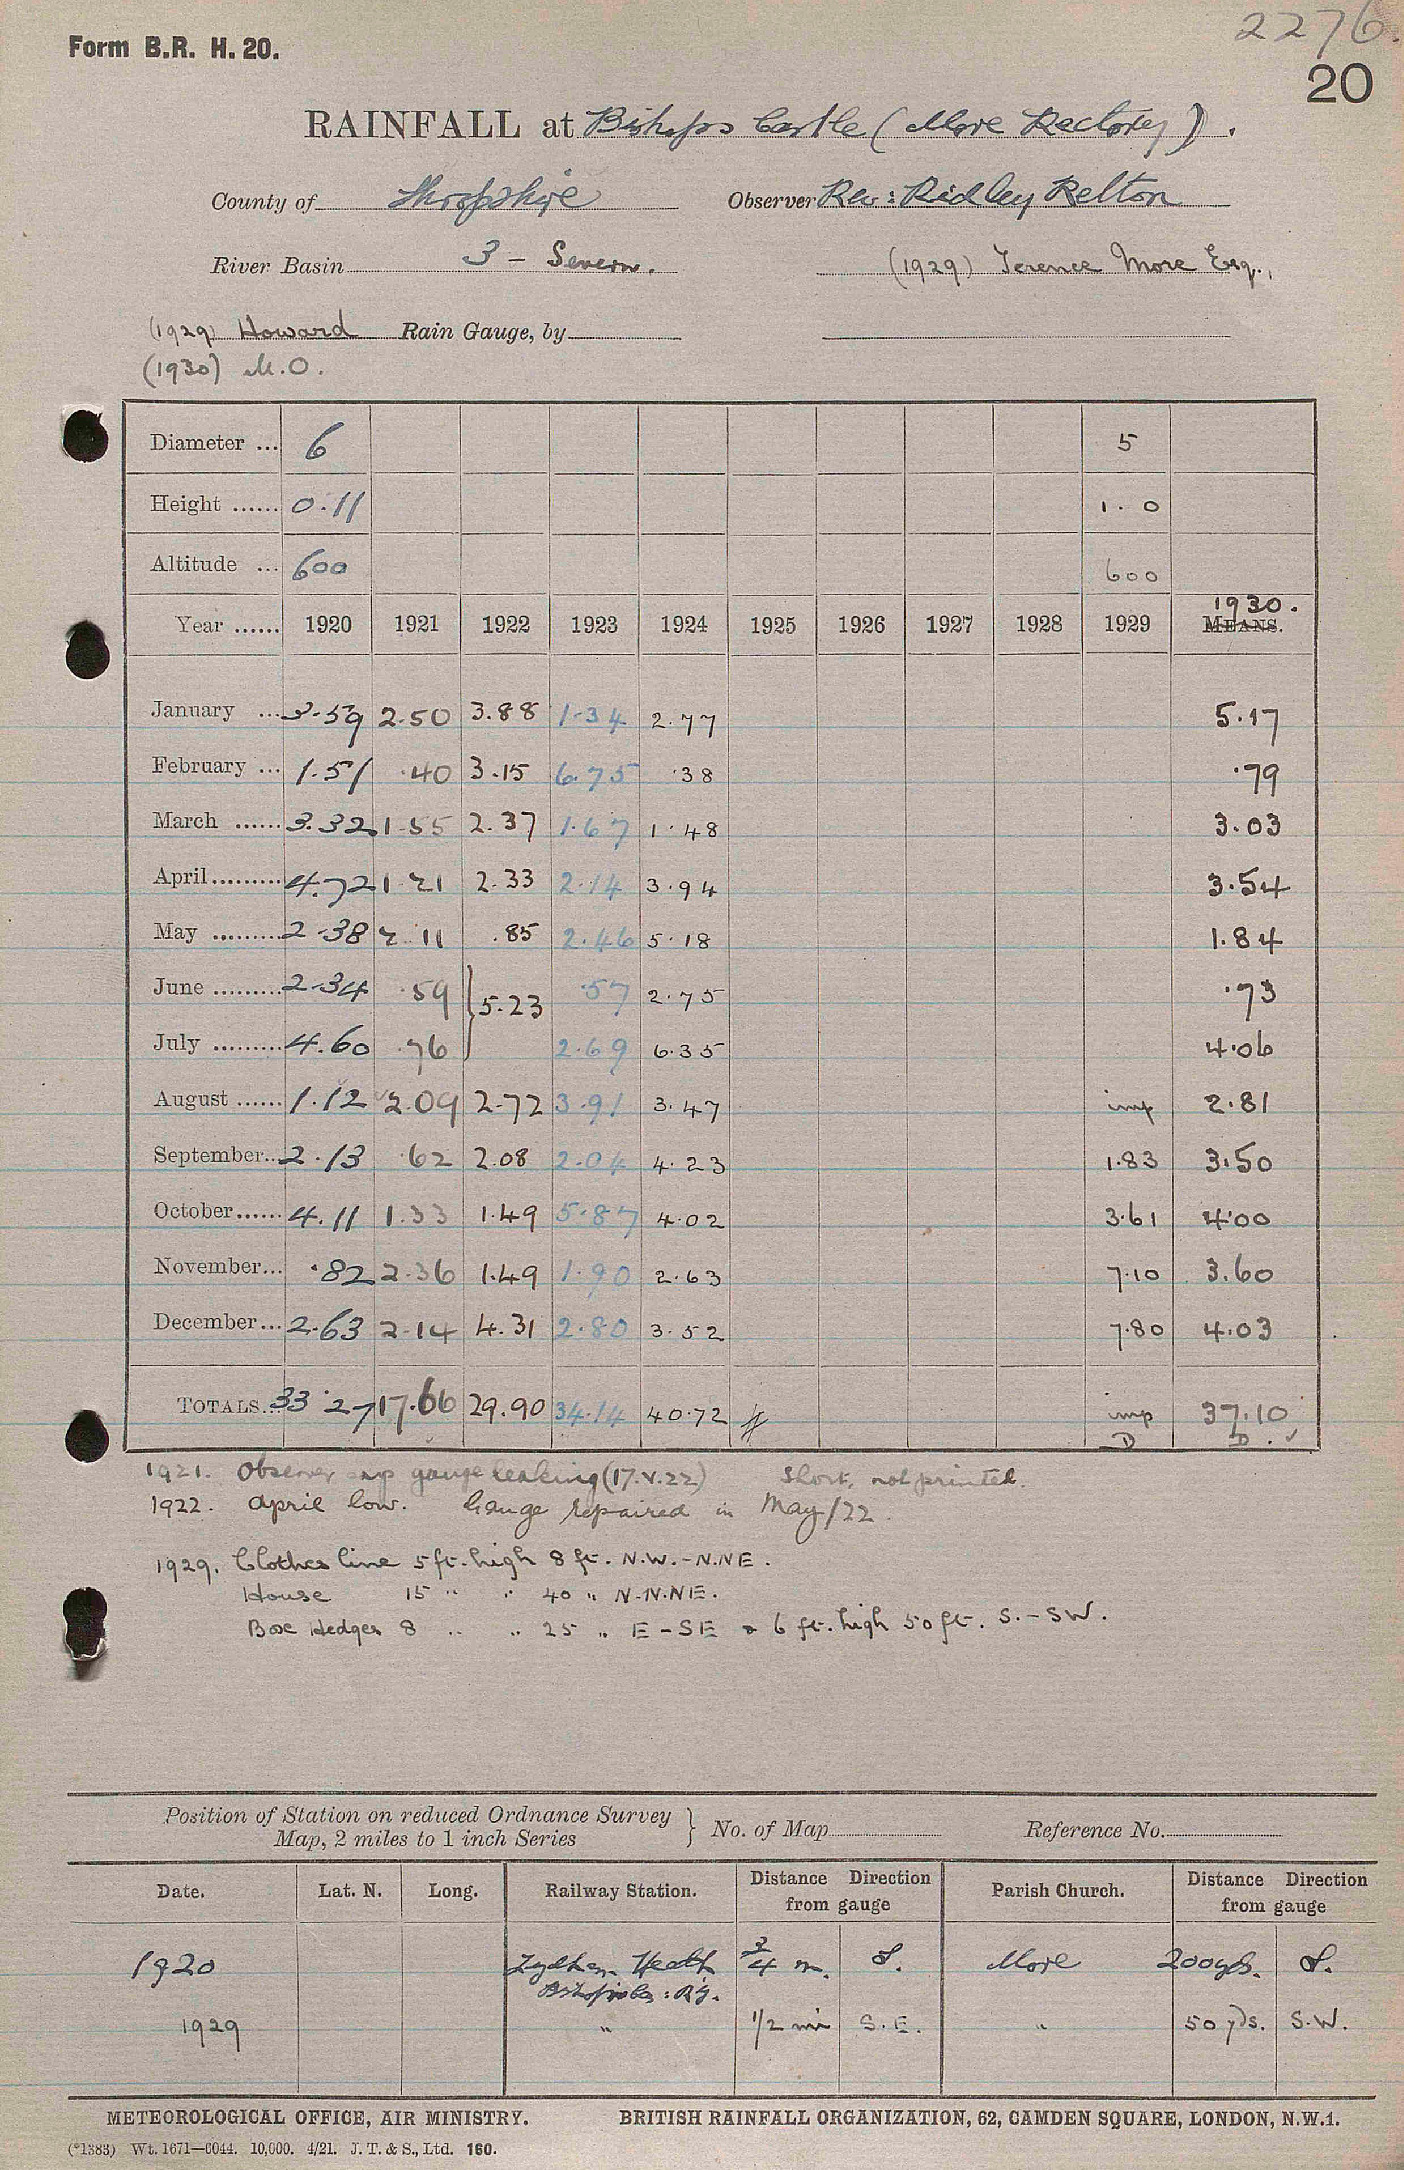 2276.
Form B.R. H. 20.
20
RAINFALL at Bishops Castle (More Rectory).
County of Shropshire Observer Rev: Ridley Relton
River Basin 3 - Severn. (1929) Terence More Esq.,
(1929) Howard Rain Gauge, by
(1930) M.O.
Diameter ... 6 5
Height ...... 0.11 1.0
Altitude ... 600 600
1930.
Year ...... 1920 1921 1922 1923 1924 1925 1926 1927 1928 1929 MEANS.
January ... 3.59 2.50 3.88 1.34 2.77 5.17
February ... 1.51 .40 3.15 6.75 .38 .79
March ...... 3.32 1.55 2.37 1.67 1.48 3.03
April......... 4.72 1.21 2.33 2.14 3.94 3.54
May ......... 2.38 2.11 .85 2.46 5.18 1.84
June ......... 2.34 .59 } 5.23 .57 2.75 .73
July ......... 4.60 .76 2.69 6.35 4.06
August ...... 1.12 2.09 2.72 3.91 3.47 imp 2.81
September... 2.13 .62 2.08 2.04 4.23 1.83 3.50
October...... 4.11 1.33 1.49 5.87 4.02 3.61 4.00
November... .82 2.36 1.49 1.90 2.63 7.10 3.60
December... 2.63 2.14 4.31 2.80 3.52 7.80 4.03
TOTALS... 33.27 17.66 29.90 34.14 40.72 imp 37.10
D D. ✓
1921. Observer says gauge leaking (17.V.22) Short, not printed.
1922. April low. Gauge repaired in May/22.
1929. Clothes line 5 ft. high 8 ft. N.W.-N.NE.
House 15 " " 40 " N-N.NE.
Box Hedges 8 " " 25 " E-SE & 6 ft. high 50 ft. S.-SW.
Position of Station on reduced Ordnance Survey
Map, 2 miles to 1 inch Series } No. of Map Reference No.
Date. Lat. N. Long. Railway Station. Distance Direction from gauge Parish Church. Distance Direction from gauge
1920 Lydham Heath 3/4 m. S. More 200 yds. S.
1929 " 1/2 mi S.E. " 50 yds. S.W.
METEOROLOGICAL OFFICE, AIR MINISTRY. BRITISH RAINFALL ORGANIZATION, 62, CAMDEN SQUARE, LONDON, N.W.1.
(*1383) Wt. 1671—6044. 10,000. 4/21. J. T. & S., Ltd. 160.